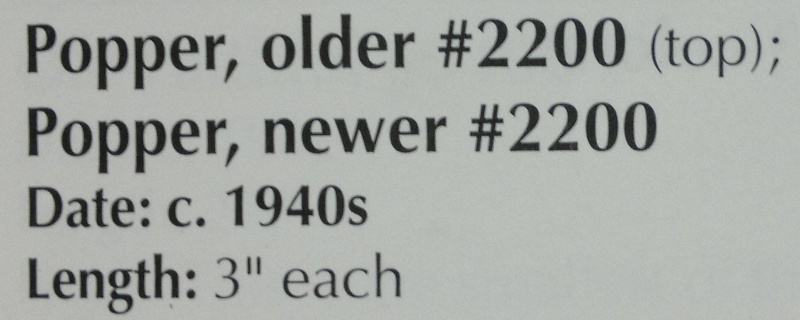 Popper, older #2200 (top);
Popper, newer #2200
Date: c. 1940s
Length: 3" each